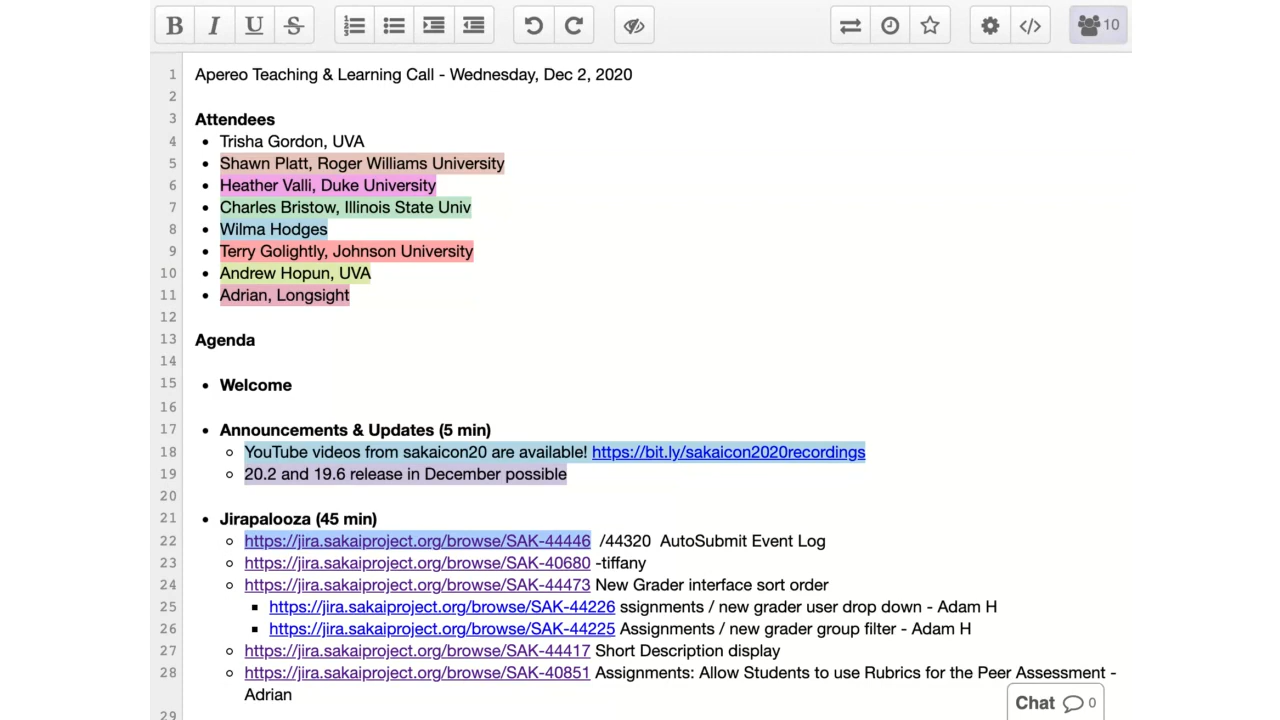 B I U S 10
1 Apereo Teaching & Learning Call - Wednesday, Dec 2, 2020
2
3 Attendees
4 • Trisha Gordon, UVA
5 • Shawn Platt, Roger Williams University
6 • Heather Valli, Duke University
7 • Charles Bristow, Illinois State Univ
8 • Wilma Hodges
9 • Terry Golightly, Johnson University
10 • Andrew Hopun, UVA
11 • Adrian, Longsight
12
13 Agenda
14
15 • Welcome
16
17 • Announcements & Updates (5 min)
18 ◦ YouTube videos from sakaicon20 are available! https://bit.ly/sakaicon2020recordings
19 ◦ 20.2 and 19.6 release in December possible
20
21 • Jirapalooza (45 min)
22 ◦ https://jira.sakaiproject.org/browse/SAK-44446 /44320 AutoSubmit Event Log
23 ◦ https://jira.sakaiproject.org/browse/SAK-40680 -tiffany
24 ◦ https://jira.sakaiproject.org/browse/SAK-44473 New Grader interface sort order
25 ▪ https://jira.sakaiproject.org/browse/SAK-44226 ssignments / new grader user drop down - Adam H
26 ▪ https://jira.sakaiproject.org/browse/SAK-44225 Assignments / new grader group filter - Adam H
27 ◦ https://jira.sakaiproject.org/browse/SAK-44417 Short Description display
28 ◦ https://jira.sakaiproject.org/browse/SAK-40851 Assignments: Allow Students to use Rubrics for the Peer Assessment -
Adrian
Chat 0
29